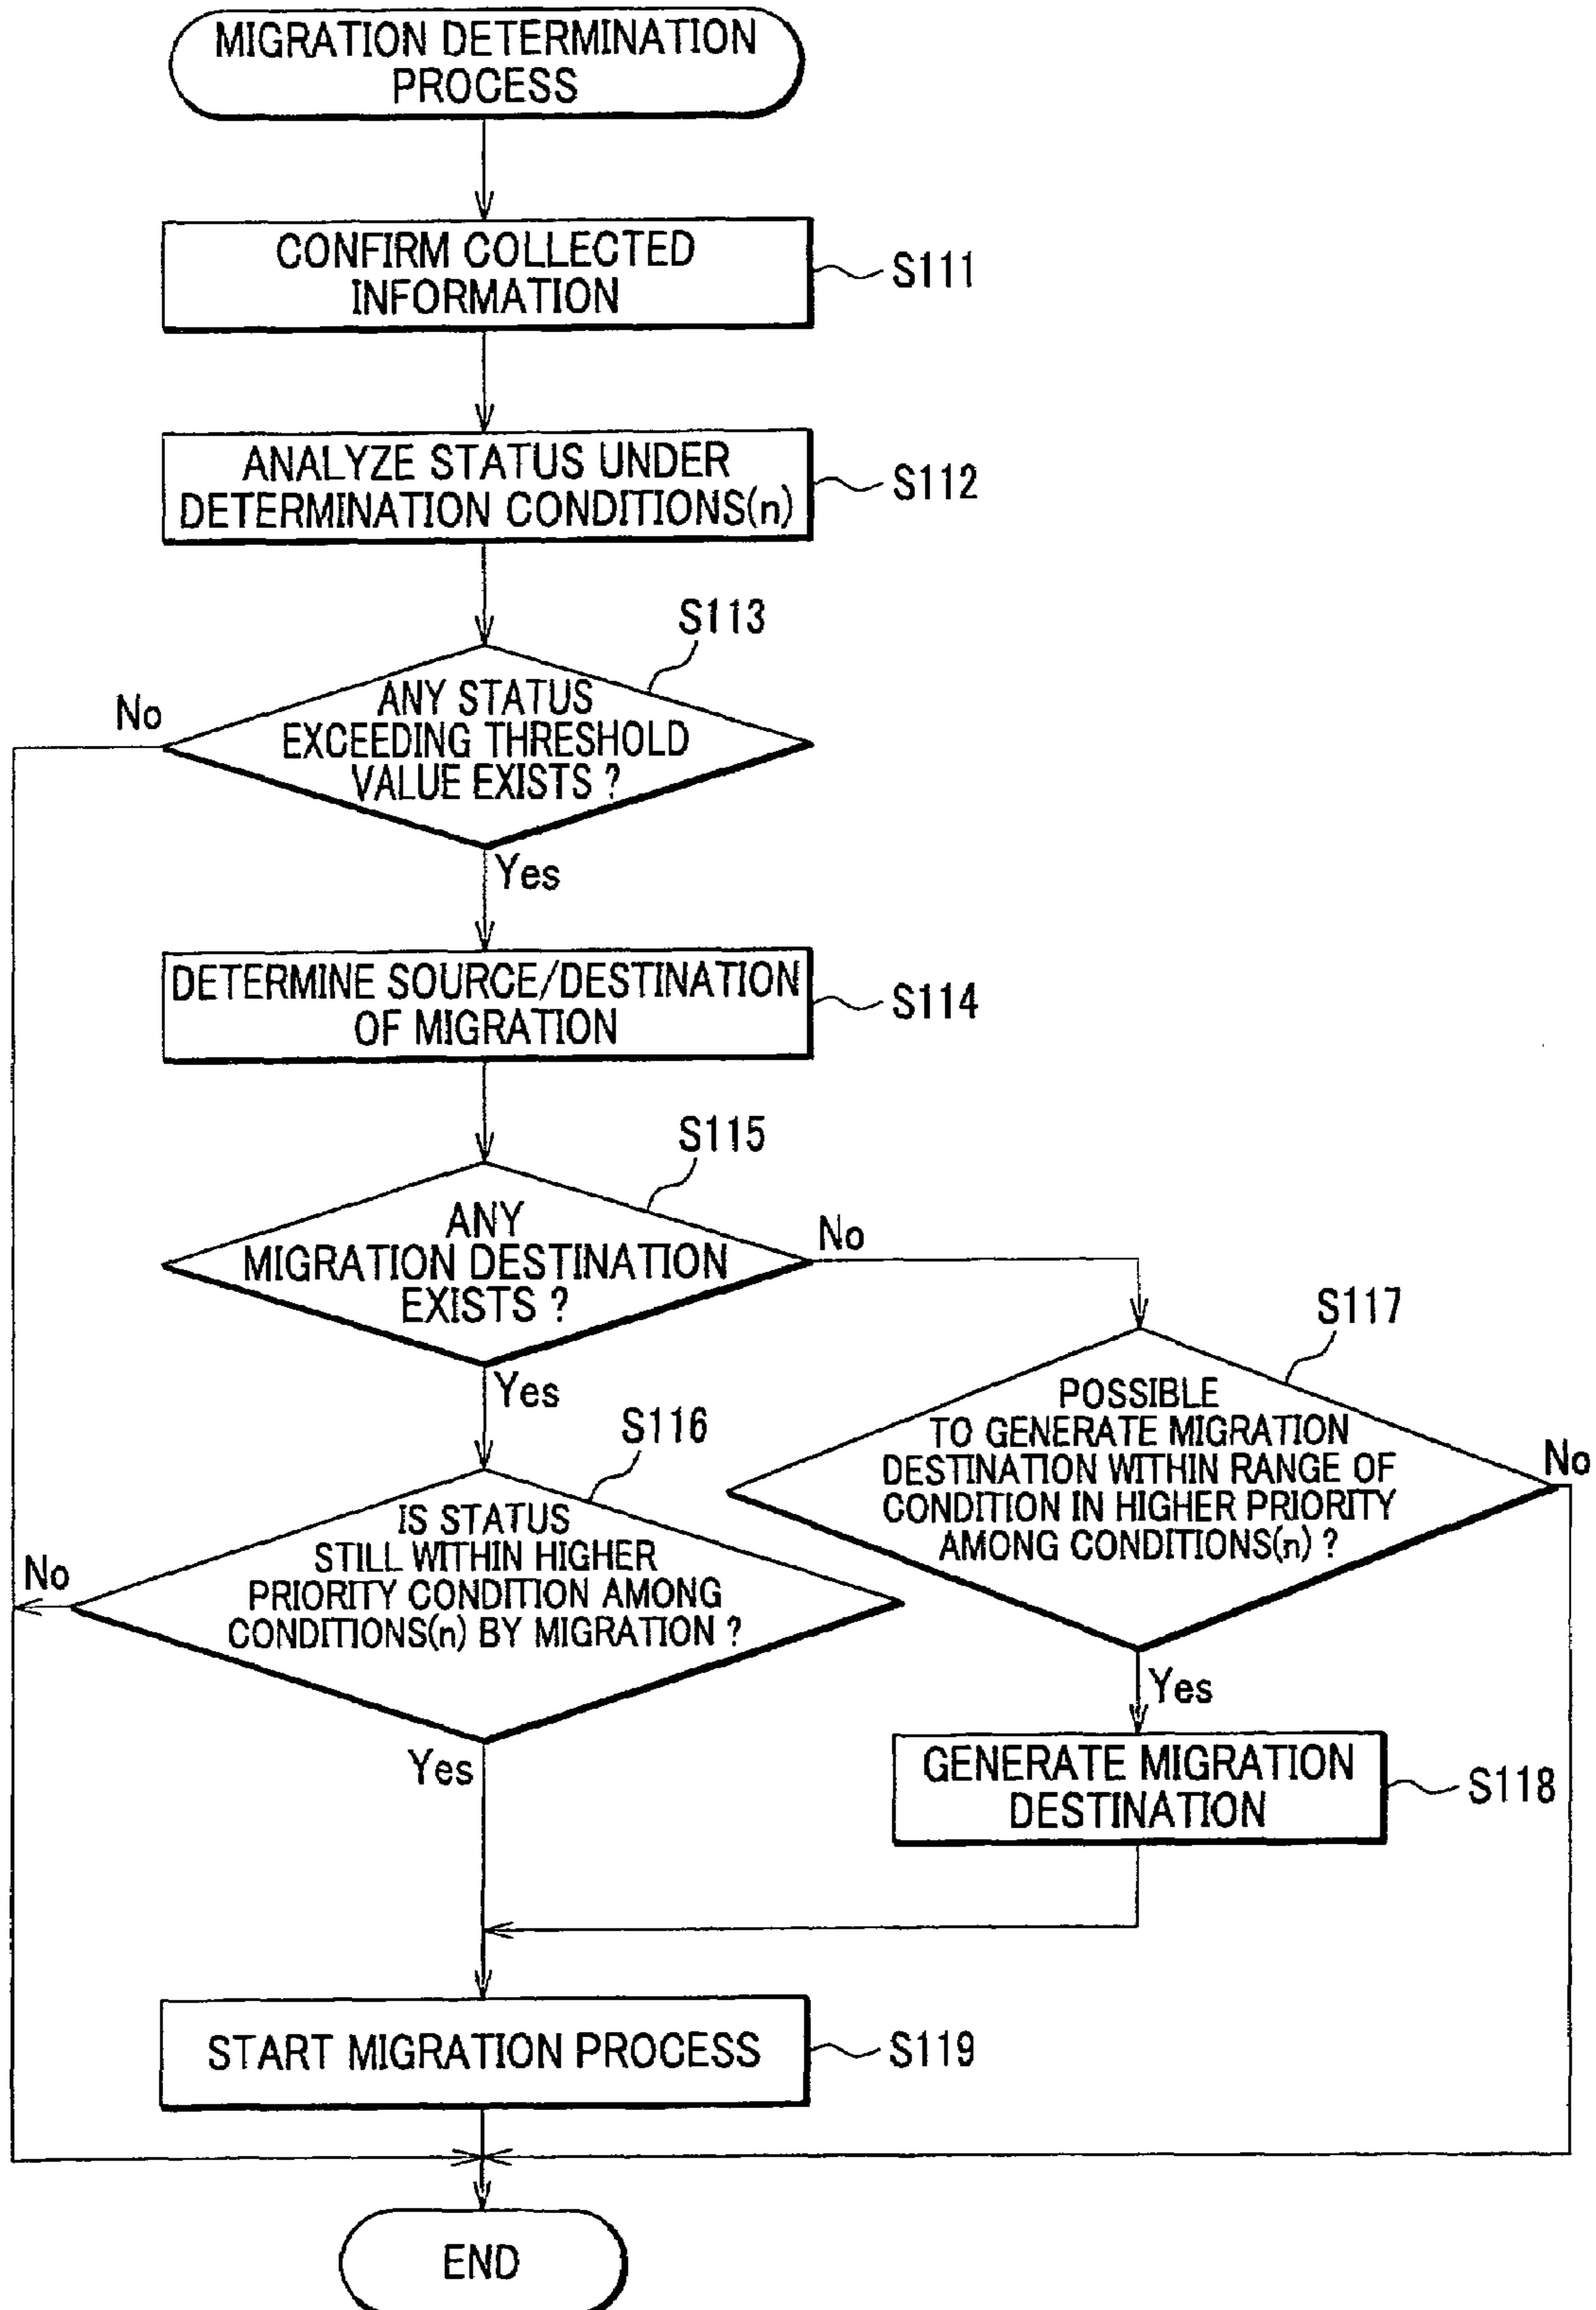 MIGRATION DETERMINATION
PROCESS
CONFIRM COLLECTED
INFORMATION
S111
ANALYZE STATUS UNDER
DETERMINATION CONDITIONS(n)
S112
S113
No
ANY STATUS
EXCEEDING THRESHOLD
VALUE EXISTS ?
Yes
DETERMINE SOURCE/DESTINATION
OF MIGRATION
S114
S115
ANY
MIGRATION DESTINATION
EXISTS ?
No
Yes
S117
POSSIBLE
TO GENERATE MIGRATION
DESTINATION WITHIN RANGE OF
CONDITION IN HIGHER PRIORITY
AMONG CONDITIONS(n) ?
No
S116
IS STATUS
STILL WITHIN HIGHER
PRIORITY CONDITION AMONG
CONDITIONS(n) BY MIGRATION ?
No
Yes
Yes
GENERATE MIGRATION
DESTINATION
S118
START MIGRATION PROCESS
S119
END